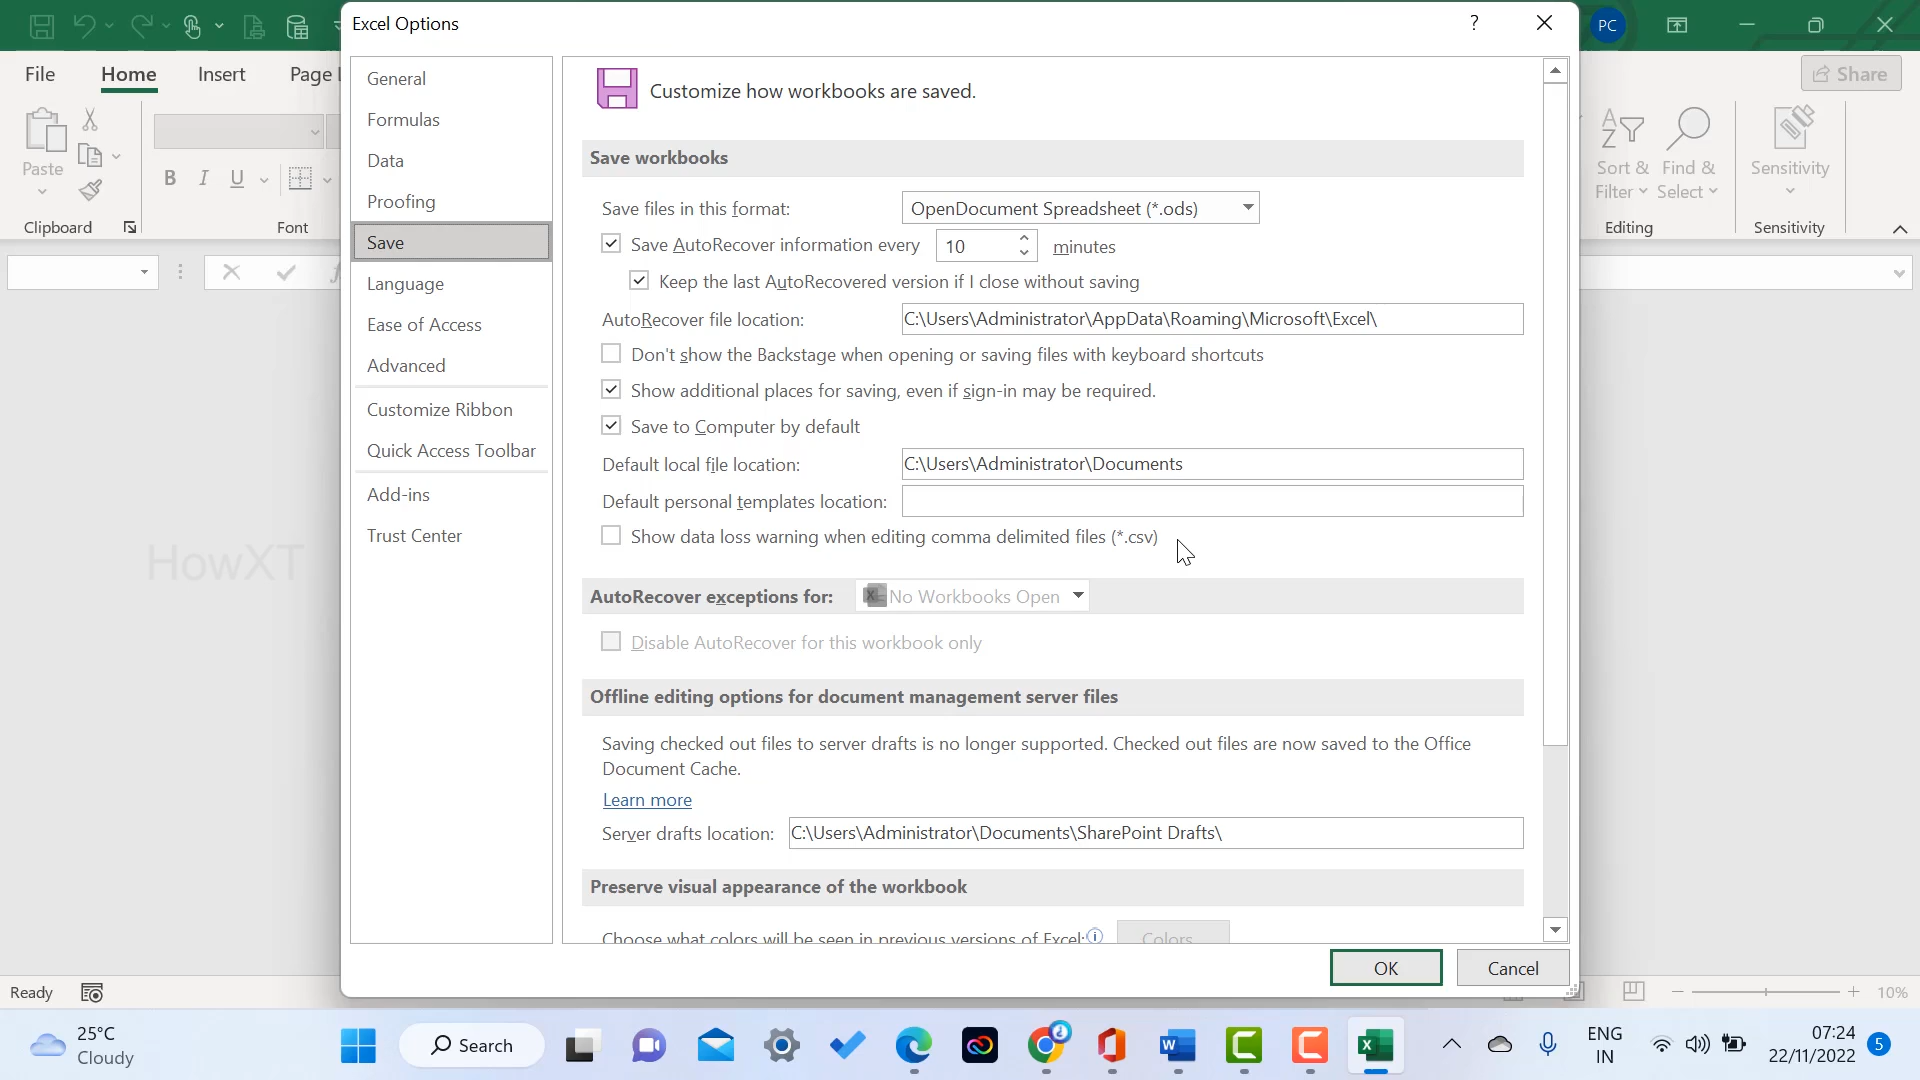 Excel Options
?
PC
File
Home
Insert
Page
Share
Paste
B I U
Clipboard
Font
Sort &
Filter
Find &
Select
Editing
Sensitivity
Sensitivity
General
Formulas
Data
Proofing
Save
Language
Ease of Access
Advanced
Customize Ribbon
Quick Access Toolbar
Add-ins
Trust Center
Customize how workbooks are saved.
Save workbooks
Save files in this format: OpenDocument Spreadsheet (*.ods)
Save AutoRecover information every 10 minutes
Keep the last AutoRecovered version if I close without saving
AutoRecover file location: C:\Users\Administrator\AppData\Roaming\Microsoft\Excel\
Don't show the Backstage when opening or saving files with keyboard shortcuts
Show additional places for saving, even if sign-in may be required.
Save to Computer by default
Default local file location: C:\Users\Administrator\Documents
Default personal templates location:
Show data loss warning when editing comma delimited files (*.csv)
AutoRecover exceptions for: No Workbooks Open
Disable AutoRecover for this workbook only
Offline editing options for document management server files
Saving checked out files to server drafts is no longer supported. Checked out files are now saved to the Office
Document Cache.
Learn more
Server drafts location: C:\Users\Administrator\Documents\SharePoint Drafts\
Preserve visual appearance of the workbook
Choose what colors will be seen in previous versions of Excel: Colors...
OK
Cancel
HowXT
Ready
10%
25°C
Cloudy
Search
ENG
IN
07:24
22/11/2022
5